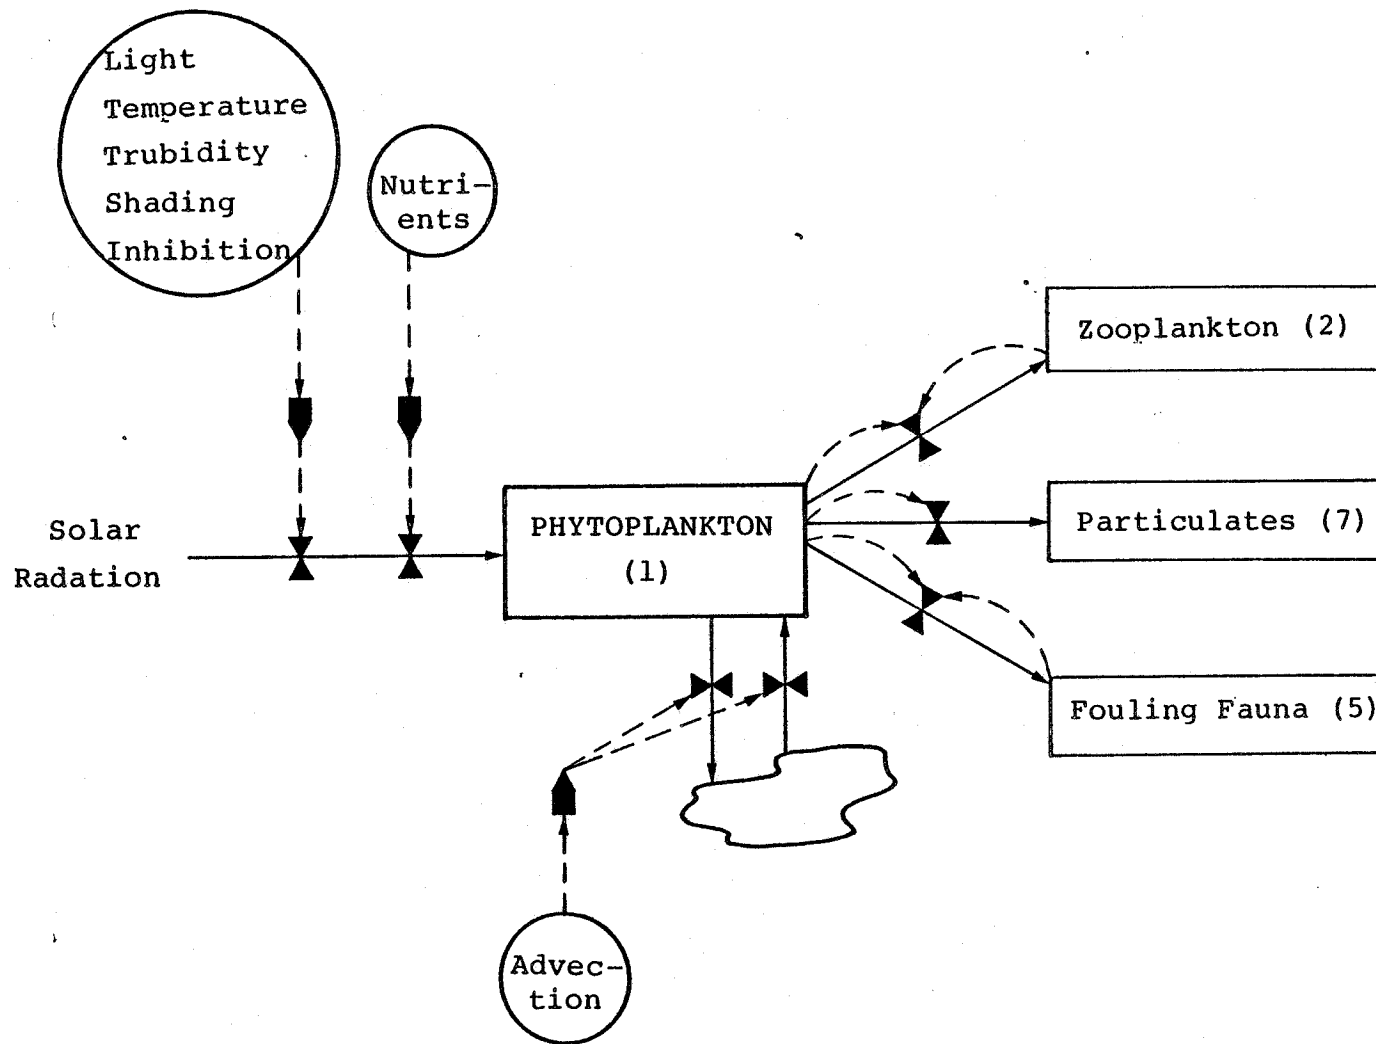 Light
Temperature
Trubidity
Shading
Inhibition
Nutri-
ents
Zooplankton (2)
Solar
Radation
PHYTOPLANKTON
(1)
Particulates (7)
Fouling Fauna (5)
Advec-
tion